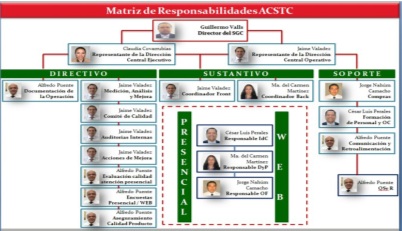 Matriz de Responsabilidades ACSTC
Guillermo Valls
Director del SGC
Claudia Covarrubias
Representante de la Dirección
Central Ejecutivo
Jaime Valadez
Representante de la Dirección
Central Operativo
DIRECTIVO
SUSTANTIVO
SOPORTE
Alfredo Puente
Documentación de
la Operación
Jaime Valadez
Medición, Análisis
y Mejora
Jaime Valadez
Comité de Calidad
Jaime Valadez
Auditorías Internas
Jaime Valadez
Acciones de Mejora
Alfredo Puente
Evaluación calidad
atención presencial
Alfredo Puente
Encuestas
Presencial / WEB
Alfredo Puente
Aseguramiento
Calidad Producto
Jaime Valadez
Coordinador Front
Ma. del Carmen
Martínez
Coordinador Back
PRESENCIAL
César Luis Perales
Responsable IdC
Ma. del Carmen
Martínez
Responsable DyP
Jorge Nahúm
Camacho
Responsable OF
WEB
Jorge Nahúm
Camacho
Compras
César Luis Perales
Formación
de Personal y OC
Alfredo Puente
Comunicación y
Retroalimentación
Alfredo Puente